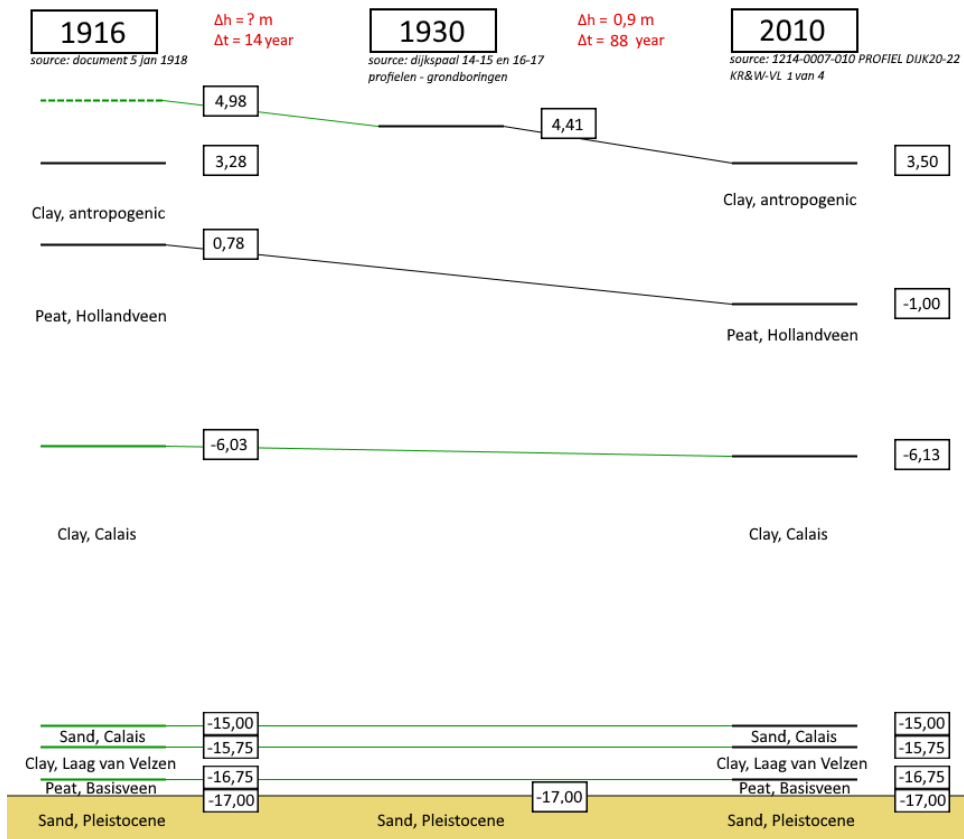 1916
source: document 5 jan 1918
Δh = ? m
Δt = 14 year
1930
source: dijkspaal 14-15 en 16-17
profielen - grondboringen
Δh = 0,9 m
Δt = 88 year
2010
source: 1214-0007-010 PROFIEL DIJK20-22
KR&W-VL 1 van 4
4,98
4,41
3,28
3,50
Clay, antropogenic
Clay, antropogenic
0,78
-1,00
Peat, Hollandveen
Peat, Hollandveen
-6,03
-6,13
Clay, Calais
Clay, Calais
-15,00
-15,00
Sand, Calais
Sand, Calais
-15,75
-15,75
Clay, Laag van Velzen
Clay, Laag van Velzen
-16,75
-16,75
Peat, Basisveen
Peat, Basisveen
-17,00
-17,00
-17,00
Sand, Pleistocene
Sand, Pleistocene
Sand, Pleistocene